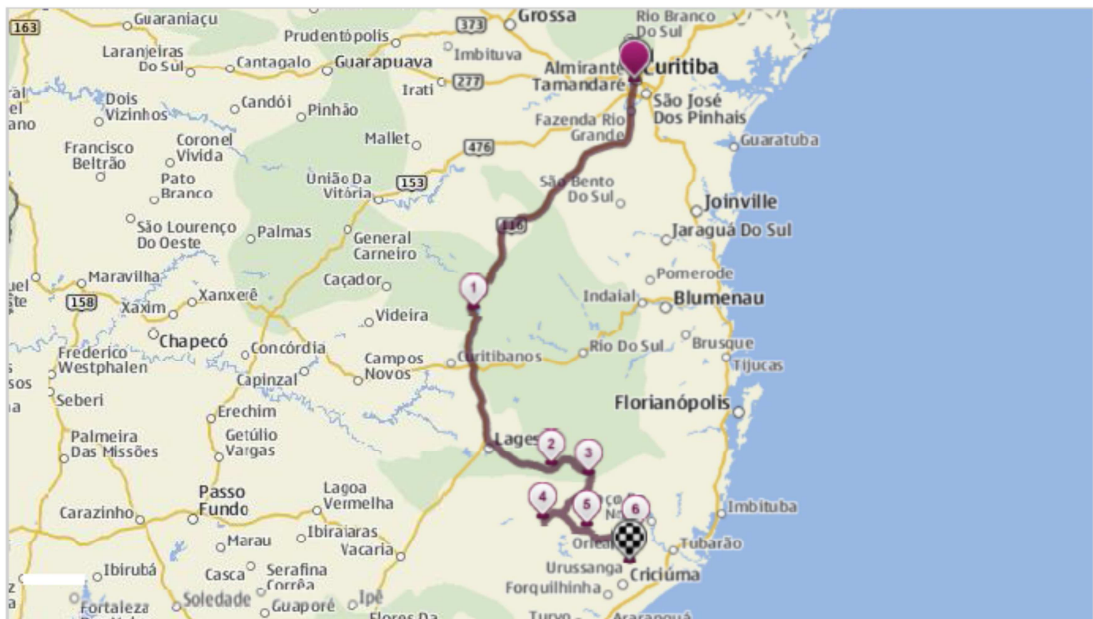 163
Guaraniaçu
373
Grossa
Rio Branco
Do Sul
Prudentópolis
Imbituva
Laranjeiras
Do Sul
Cantagalo
Guarapuava
277
Almirante
Tamandaré
Curitiba
Irati
Dois
Vizinhos
Candói
Pinhão
São José
Dos Pinhais
Fazenda Rio
Grande
Mallet
476
Guaratuba
Francisco
Beltrão
Coronel
Vivida
Pato
Branco
União Da
Vitória
153
São Bento
Do Sul
Joinville
São Lourenço
Do Oeste
Palmas
General
Carneiro
116
Jaraguá Do Sul
Maravilha
Caçador
1
Pomerode
158
Xaxim
Xanxerê
Videira
Indaial
Blumenau
Chapecó
Concórdia
Campos
Novos
Curitibanos
Rio Do Sul
Brusque
Tijucas
Frederico
Westphalen
Capinzal
Seberi
Erechim
Florianópolis
Palmeira
Das Missões
Getúlio
Vargas
Lages
2
3
Passo
Fundo
Lagoa
Vermelha
4
5
6
Imbituba
Carazinho
Marau
Ibiraiaras
Vacaria
Tubarão
Ibirubá
Casca
Serafina
Corrêa
Urussanga
Criciúma
Forquilhinha
Fortaleza
Soledade
Guaporé
Ipê
Flores Da
Turvo
Araranguá